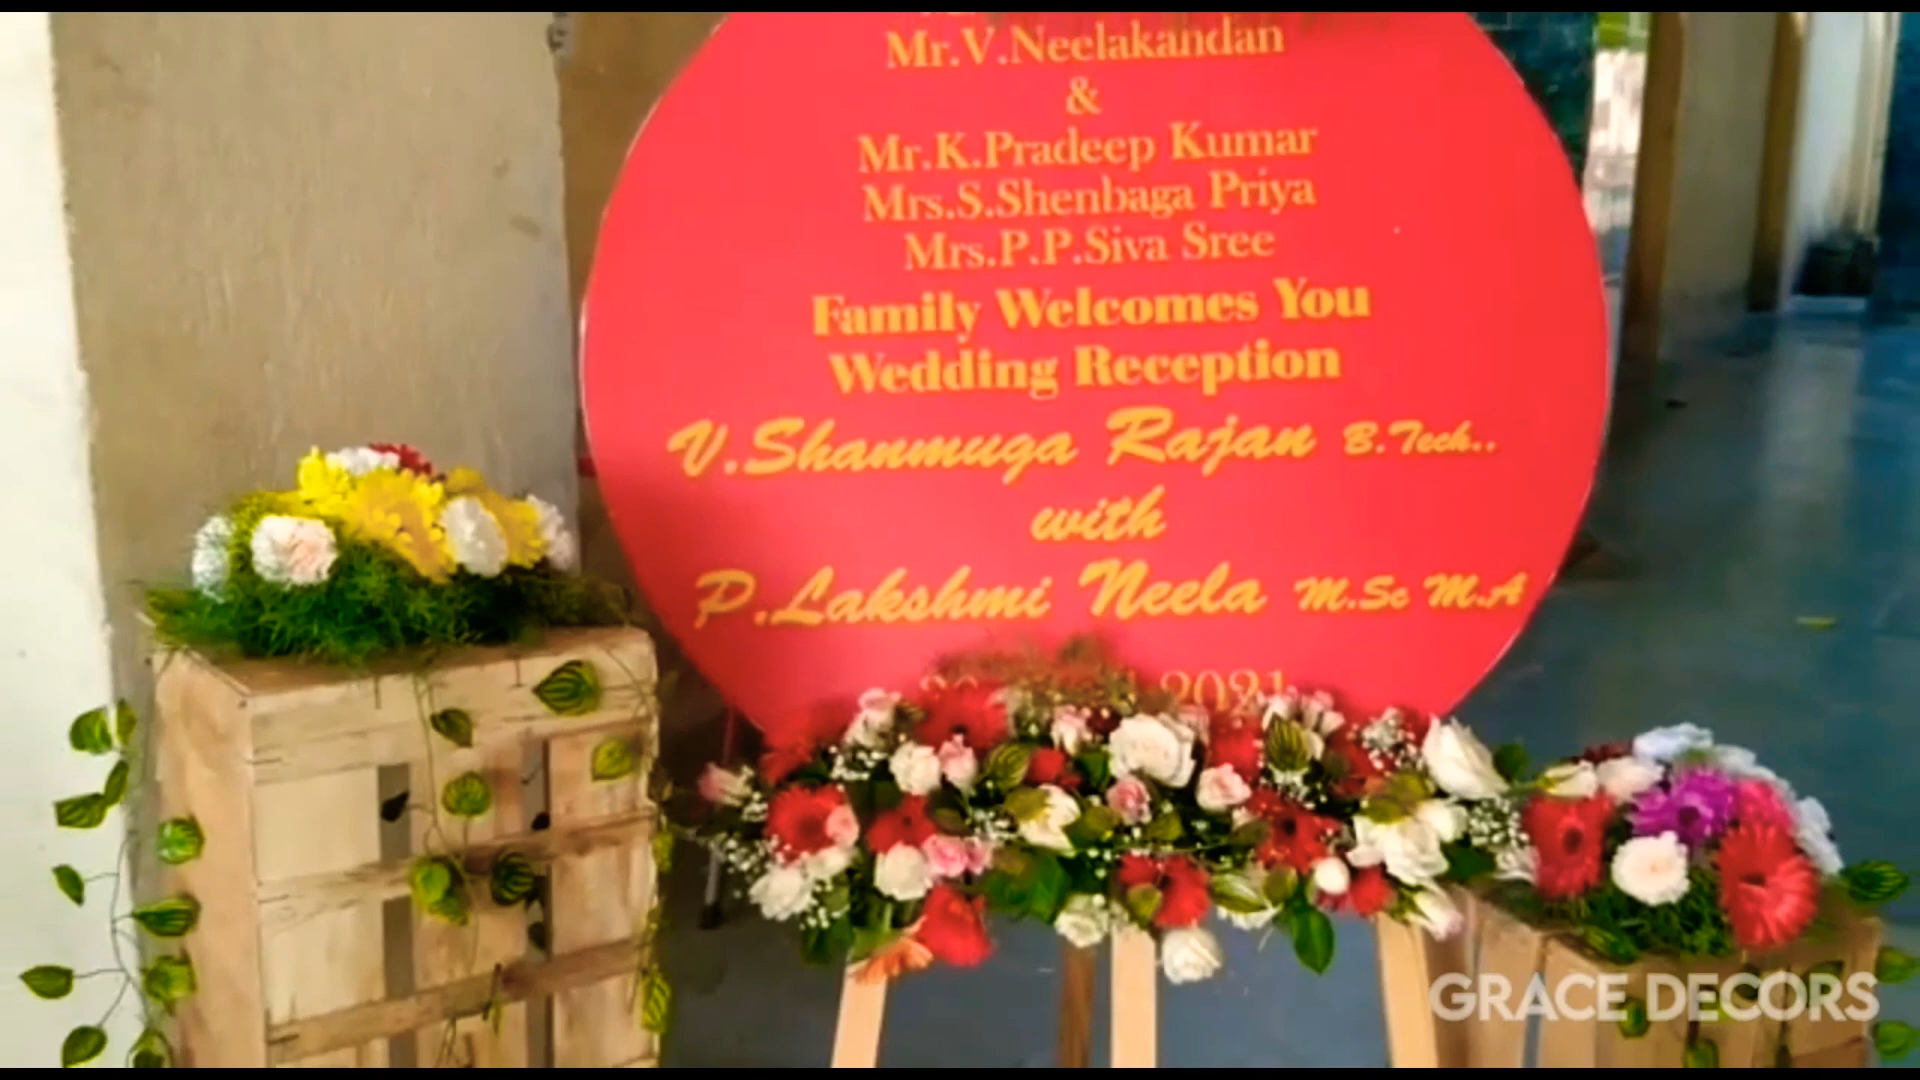 Mr.V.Neelakandan
&
Mr.K.Pradeep Kumar
Mrs.S.Shenbaga Priya
Mrs.P.P.Siva Sree
Family Welcomes You
Wedding Reception
V.Shanmuga Rajan B.Tech..
with
P.Lakshmi Neela M.Sc M.A
2021
GRACE DECORS